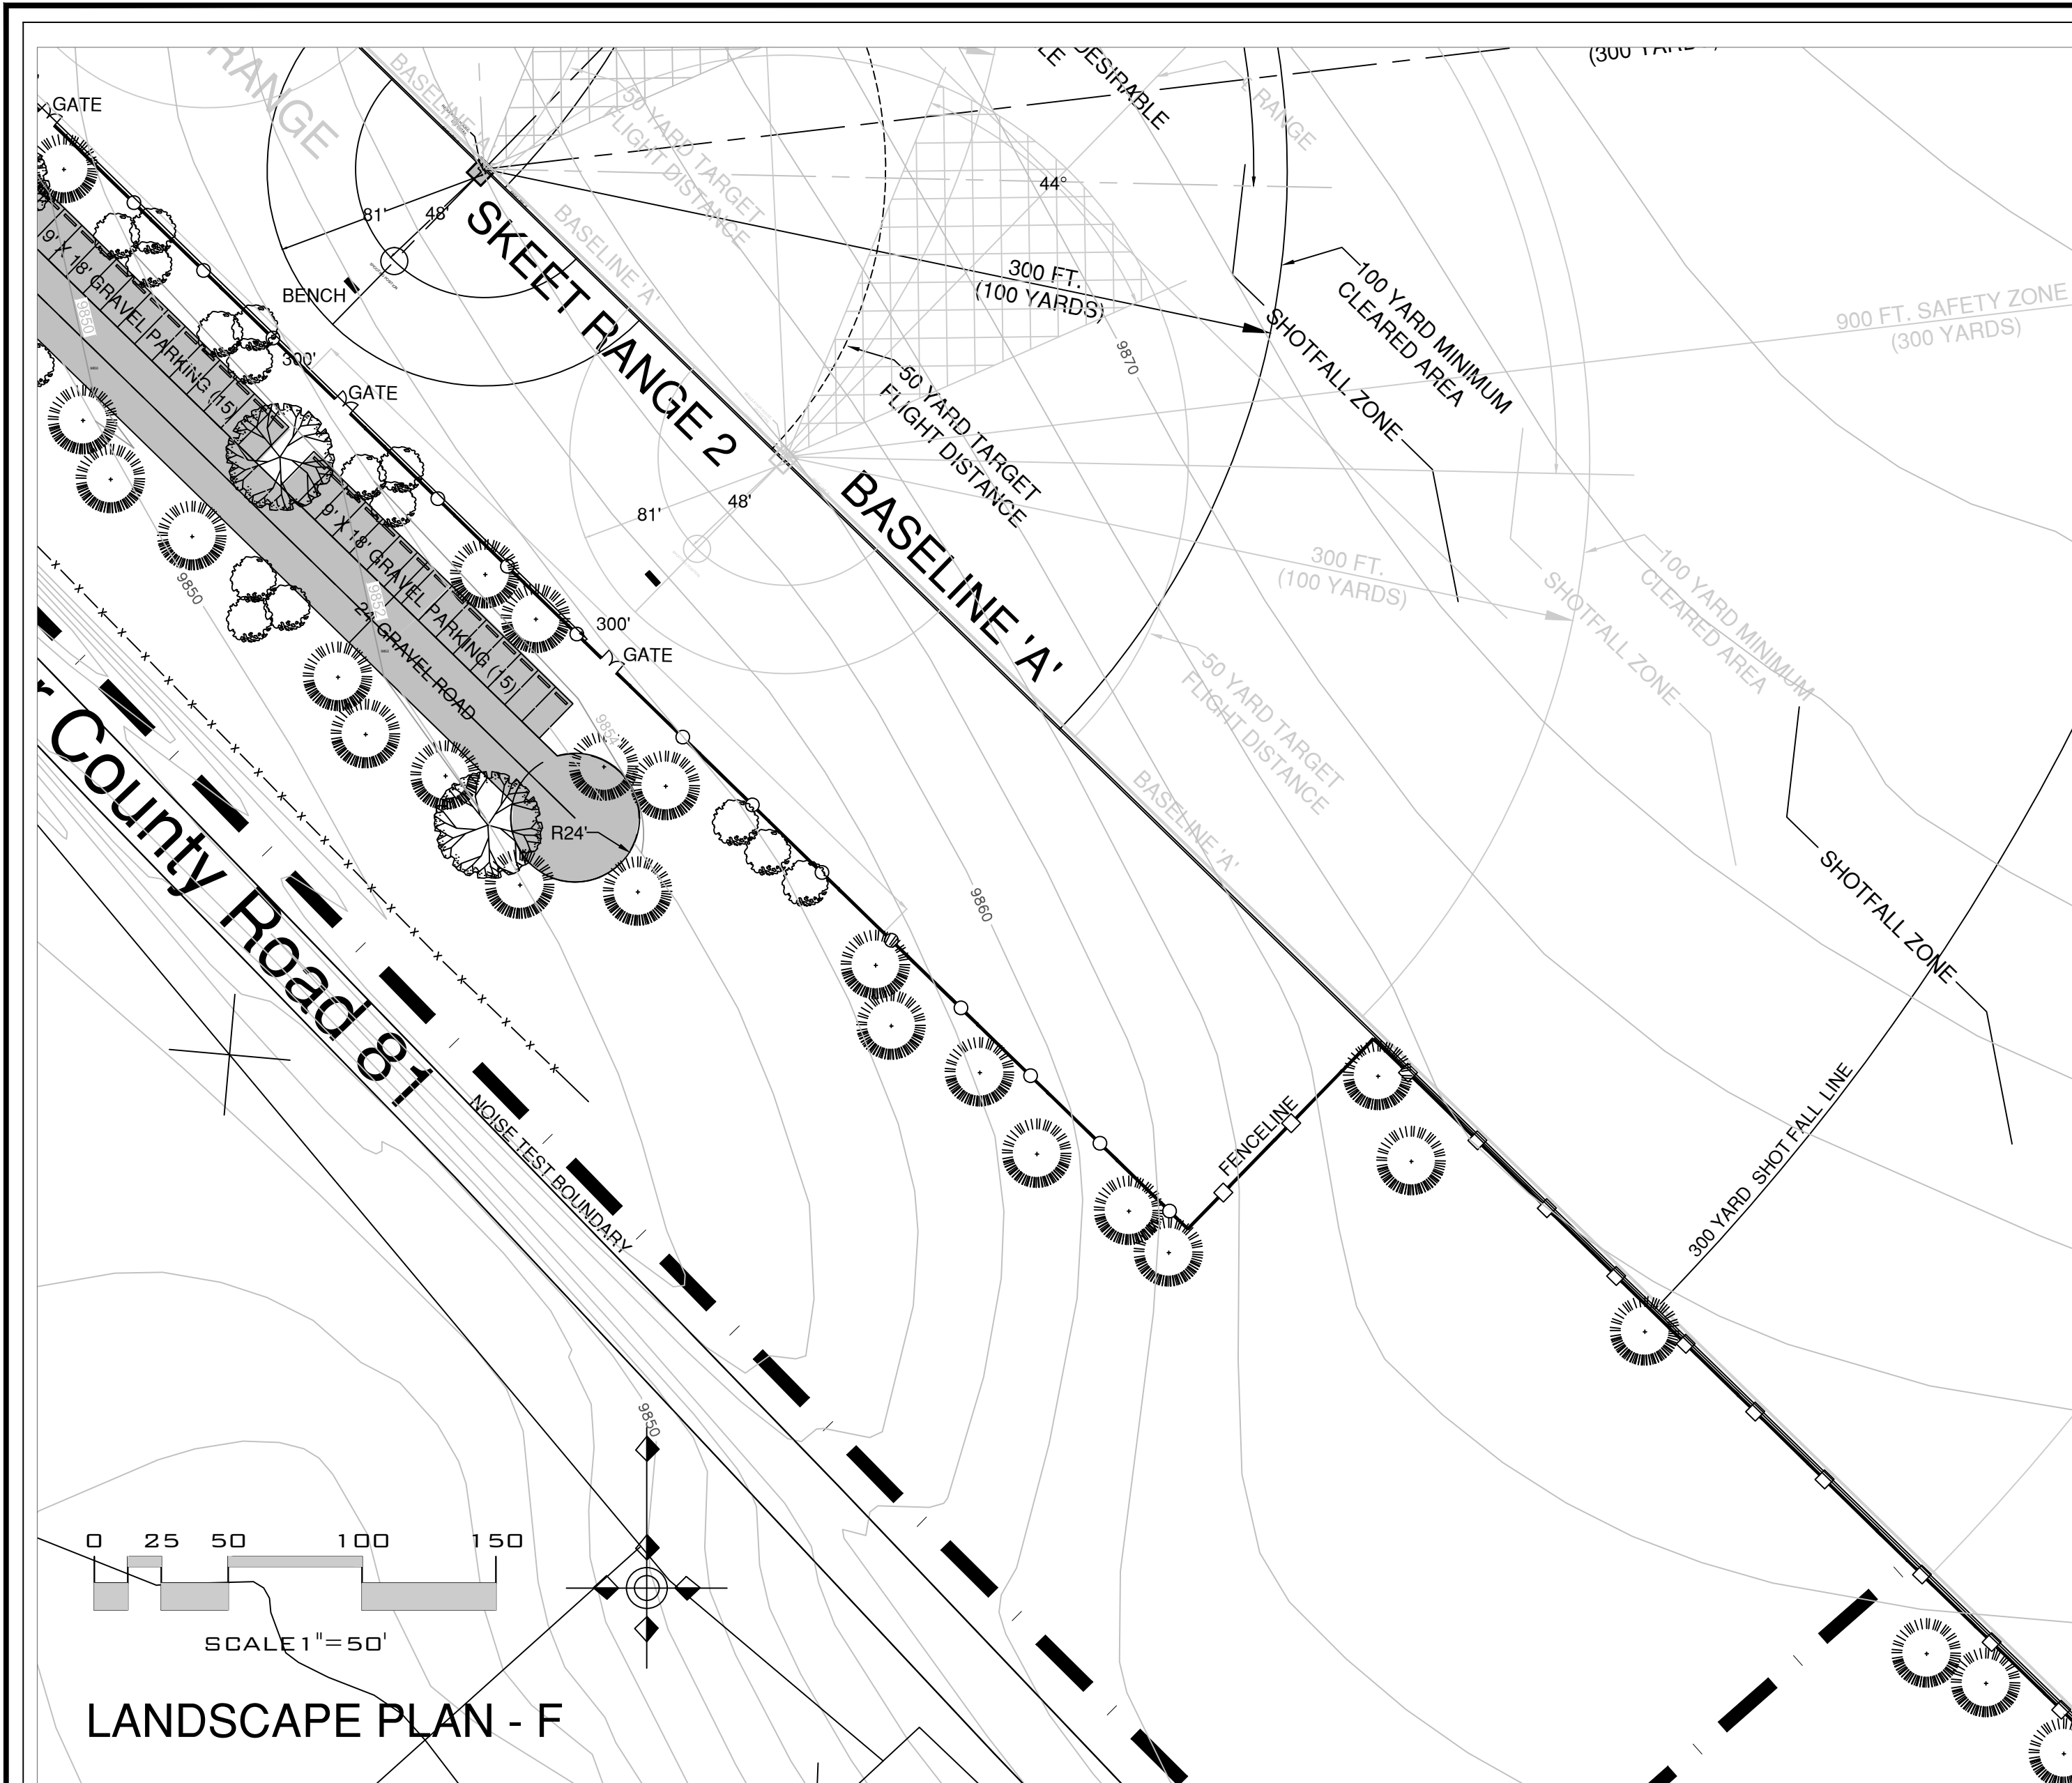 (300 YARDS)
DESIRABLE
LE
RANGE
RANGE
BASELINE 'A'
50 YARD TARGET
FLIGHT DISTANCE
GATE
44°
81'
48'
BENCH
SKEET RANGE 2
BASELINE 'A'
300 FT.
(100 YARDS)
100 YARD MINIMUM
CLEARED AREA
SHOTFALL ZONE
900 FT. SAFETY ZONE
(300 YARDS)
9' X 18' GRAVEL PARKING (15)
9850
300'
GATE
9870
50 YARD TARGET
FLIGHT DISTANCE
BASELINE 'A'
81'
48'
300 FT.
(100 YARDS)
100 YARD MINIMUM
CLEARED AREA
SHOTFALL ZONE
50 YARD TARGET
FLIGHT DISTANCE
9' X 18' GRAVEL PARKING (15)
9850
9852
24' GRAVEL ROAD
300'
GATE
9854
R24'
BASELINE 'A'
9860
SHOTFALL ZONE
r County Road 81
NOISE TEST BOUNDARY
FENCELINE
300 YARD SHOT FALL LINE
9850
0 25 50 100 150
SCALE 1"=50'
LANDSCAPE PLAN - F